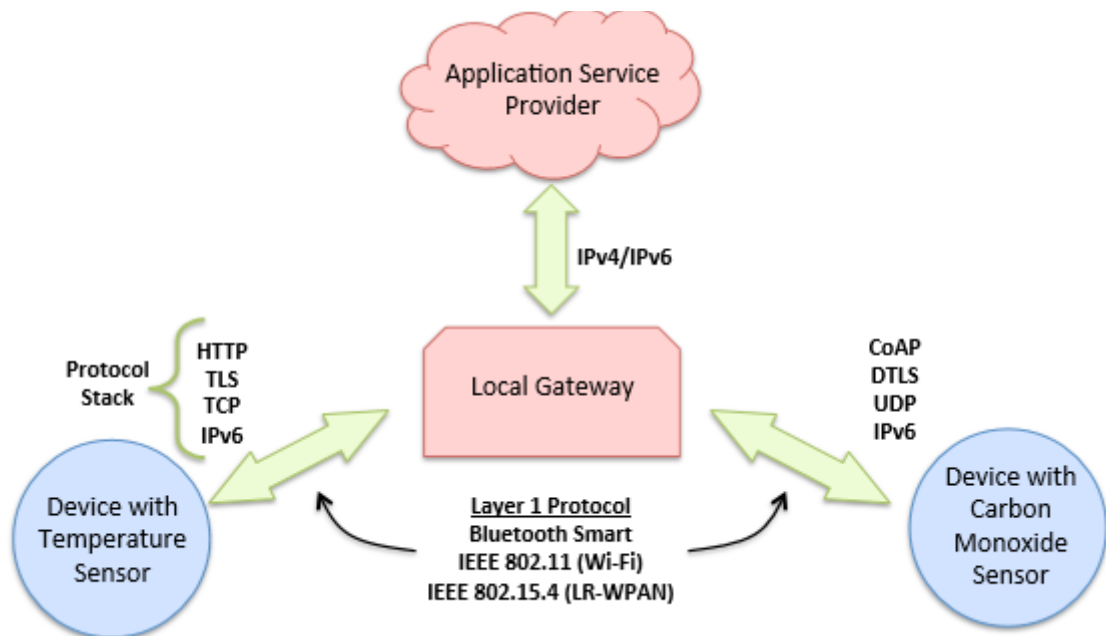 Application Service
Provider
IPv4/IPv6
Protocol
Stack
HTTP
TLS
TCP
IPv6
Local Gateway
CoAP
DTLS
UDP
IPv6
Device with
Temperature
Sensor
Layer 1 Protocol
Bluetooth Smart
IEEE 802.11 (Wi-Fi)
IEEE 802.15.4 (LR-WPAN)
Device with
Carbon
Monoxide
Sensor